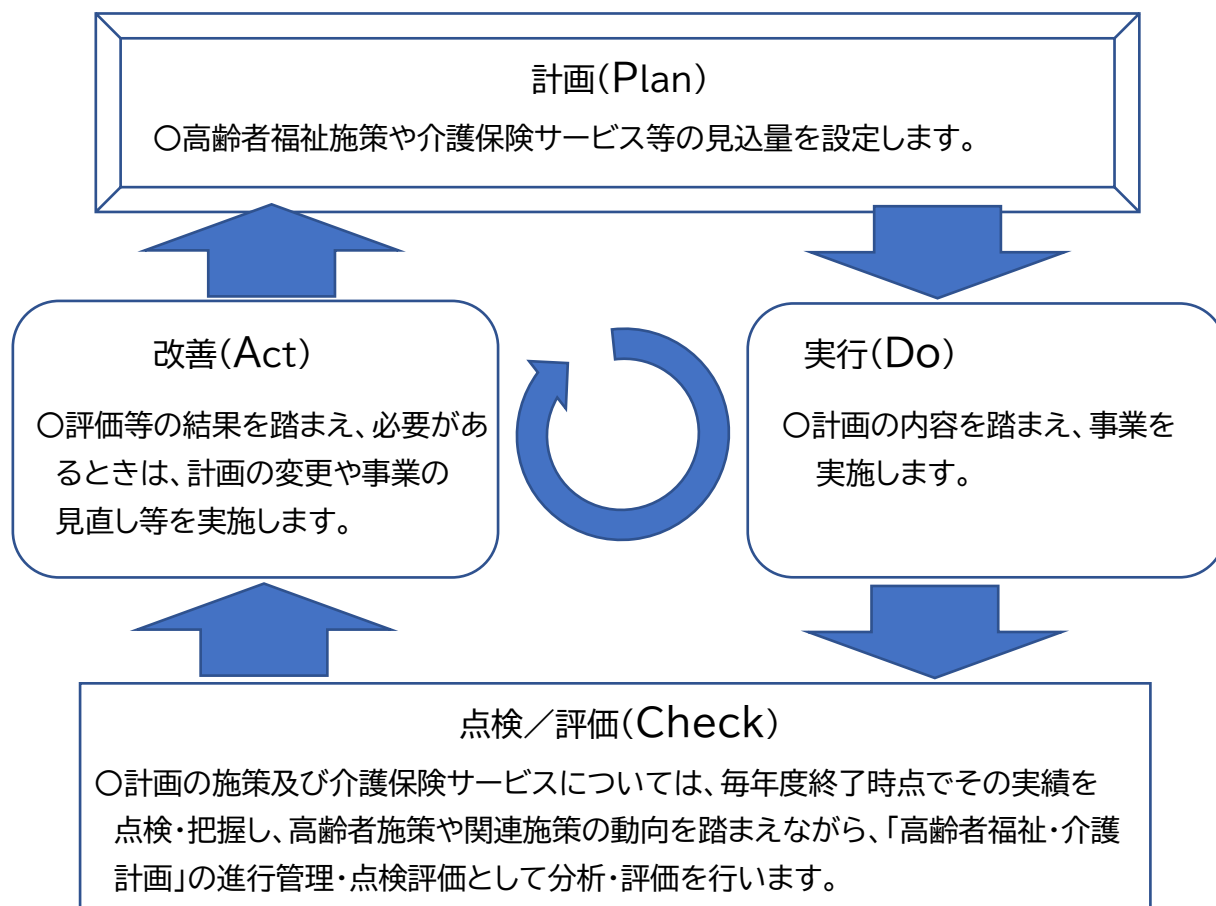 計画(Plan)
○高齢者福祉施策や介護保険サービス等の見込量を設定します。
改善(Act)
○評価等の結果を踏まえ、必要があ
るときは、計画の変更や事業の
見直し等を実施します。
実行(Do)
○計画の内容を踏まえ、事業を
実施します。
点検／評価(Check)
○計画の施策及び介護保険サービスについては、毎年度終了時点でその実績を
点検・把握し、高齢者施策や関連施策の動向を踏まえながら、「高齢者福祉・介護
計画」の進行管理・点検評価として分析・評価を行います。